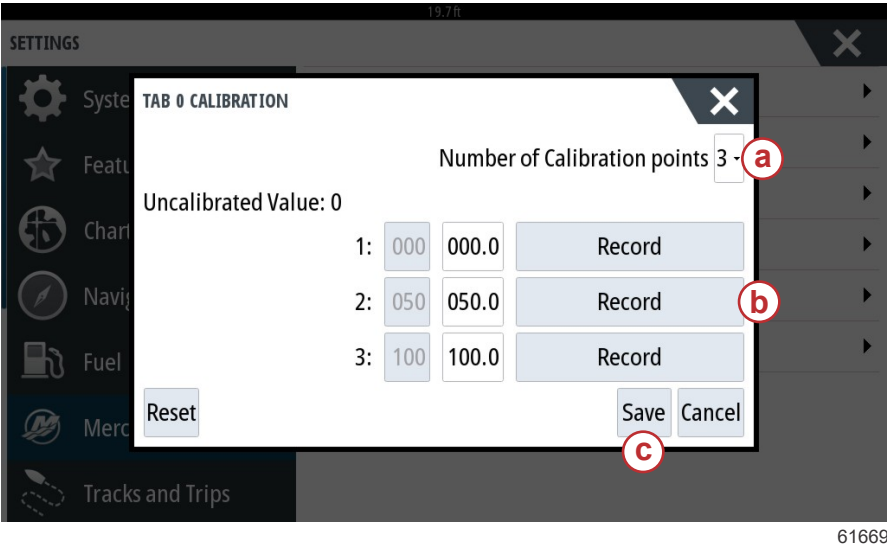 19.7 ft
SETTINGS
Syste
TAB 0 CALIBRATION
Number of Calibration points 3 a
Featu
Uncalibrated Value: 0
Chart
1: 000 000.0 Record
Navig
2: 050 050.0 Record b
Fuel
3: 100 100.0 Record
Merc
Reset Save Cancel
c
Tracks and Trips
61669